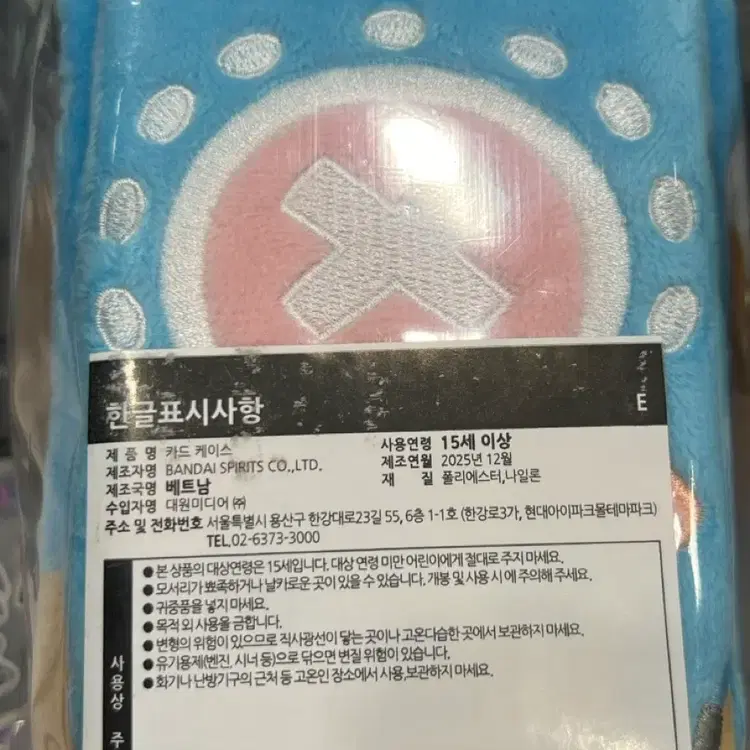 한글표시사항
E
제 품 명 카드 케이스
사용연령 15세 이상
제조자명 BANDAI SPIRITS CO.,LTD.
제조연월 2025년 12월
제조국명 베트남
재 질 폴리에스터,나일론
수입자명 대원미디어 ㈜
주소 및 전화번호 서울특별시 용산구 한강대로23길 55, 6층 1-1호 (한강로3가, 현대아이파크몰테마파크)
TEL,02-6373-3000
사용상 주
● 본 상품의 대상연령은 15세입니다. 대상 연령 미만 어린이에게 절대로 주지 마세요.
● 모서리가 뾰족하거나 날카로운 곳이 있을 수 있습니다, 개봉 및 사용 시에 주의해 주세요.
● 귀중품을 넣지 마세요.
● 목적 외 사용을 금합니다.
● 변형의 위험이 있으므로 직사광선이 닿는 곳이나 고온다습한 곳에서 보관하지 마세요.
● 유기용제(벤진, 시너 등)으로 닦으면 변질 위험이 있습니다.
● 화기나 난방기구의 근처 등 고온인 장소에서 사용,보관하지 마세요.